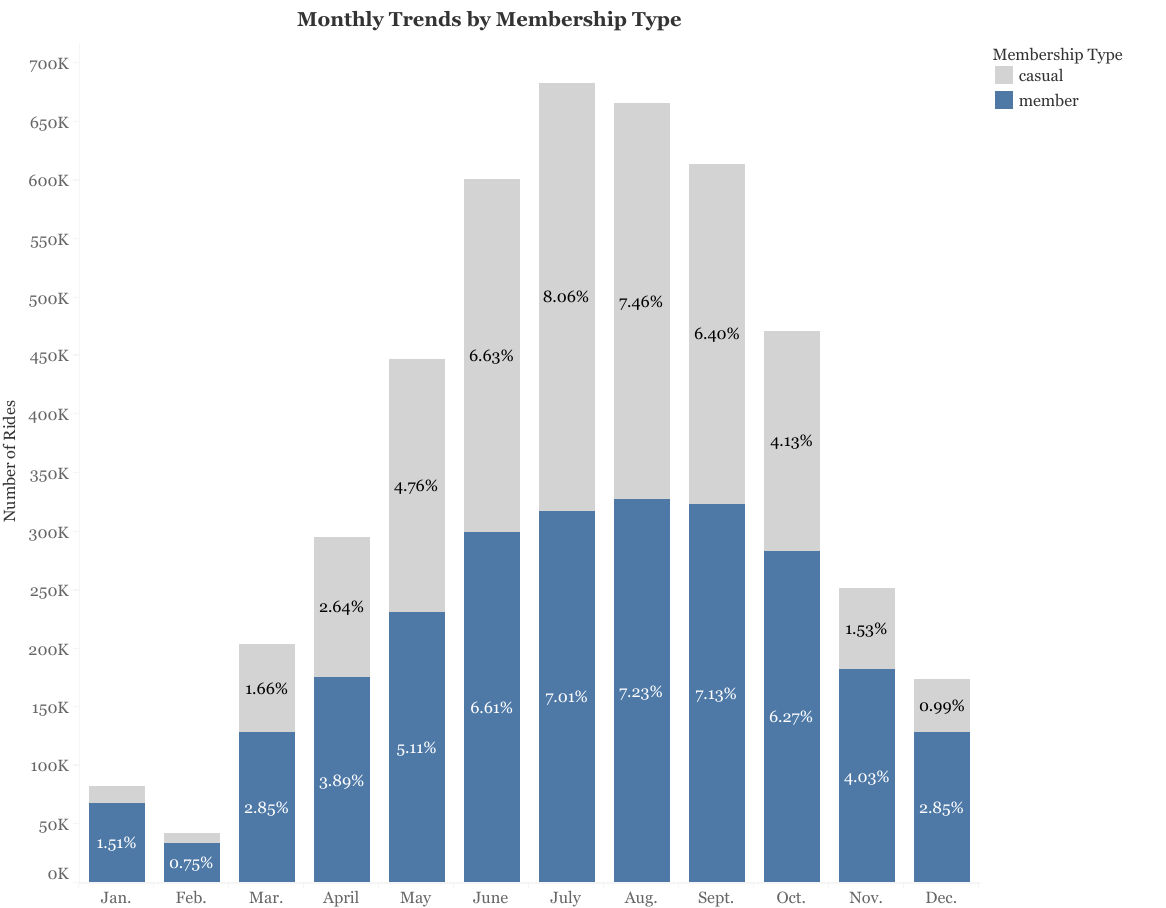 Monthly Trends by Membership Type
Membership Type
casual
member
Number of Rides
700K
650K
600K
550K
500K
450K
400K
350K
300K
250K
200K
150K
100K
50K
0K
8.06%
7.46%
6.40%
6.63%
4.13%
4.76%
2.64%
1.53%
1.66%
0.99%
7.23%
7.13%
7.01%
6.61%
6.27%
5.11%
4.03%
3.89%
2.85%
2.85%
1.51%
0.75%
Jan.
Feb.
Mar.
April
May
June
July
Aug.
Sept.
Oct.
Nov.
Dec.